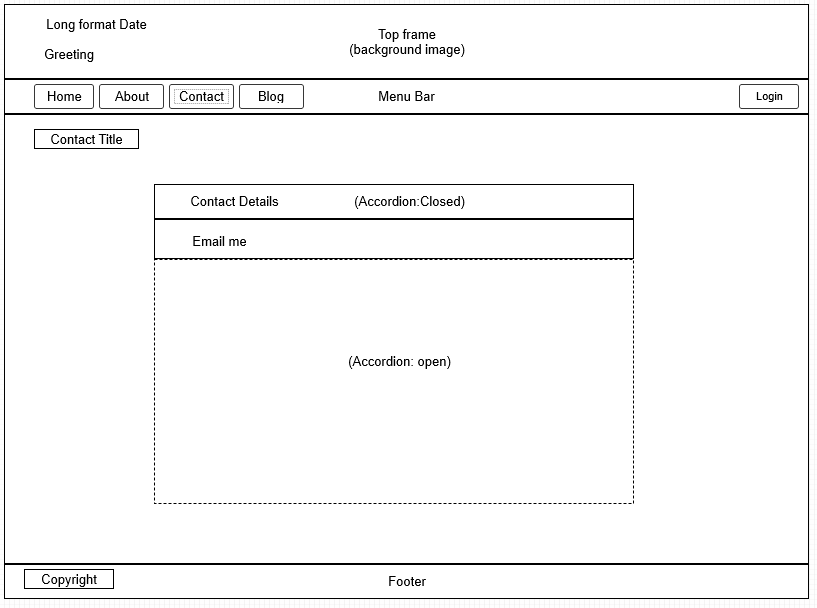 Long format Date
Greeting
Top frame
(background image)
Home
About
Contact
Blog
Menu Bar
Login
Contact Title
Contact Details
(Accordion:Closed)
Email me
(Accordion: open)
Copyright
Footer